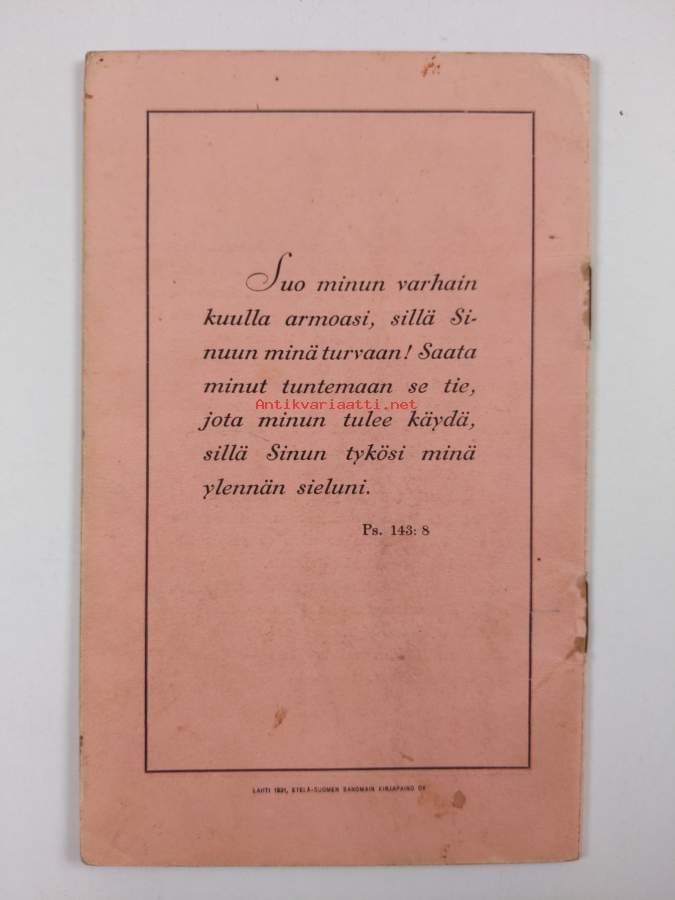 Suo minun varhain
kuulla armoasi, sillä Si-
nuun minä turvaan! Saata
minut tuntemaan se tie,
Antikvariaatti.net
jota minun tulee käydä,
sillä Sinun tykösi minä
ylennän sieluni.
Ps. 143: 8
LAHTI 1931, ETELÄ-SUOMEN SANOMAIN KIRJAPAINO OY